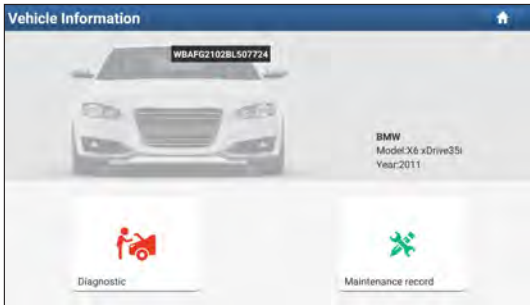 Vehicle Information
WBAFG2102BL507724
BMW
Model:X6 xDrive35i
Year:2011
Diagnostic
Maintenance record